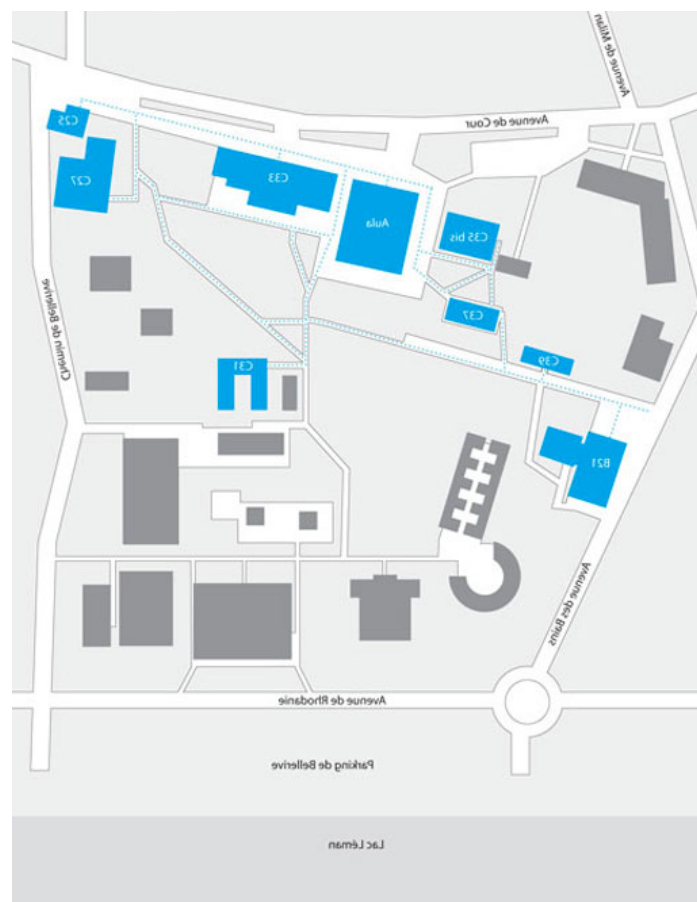 Avenue de Milan
Avenue de Cour
C25
C27
C33
Aula
C35 bis
C37
C39
C31
B21
Chemin de Bellerive
Avenue des Bains
Avenue de Rhodanie
Parking de Bellerive
Lac Léman